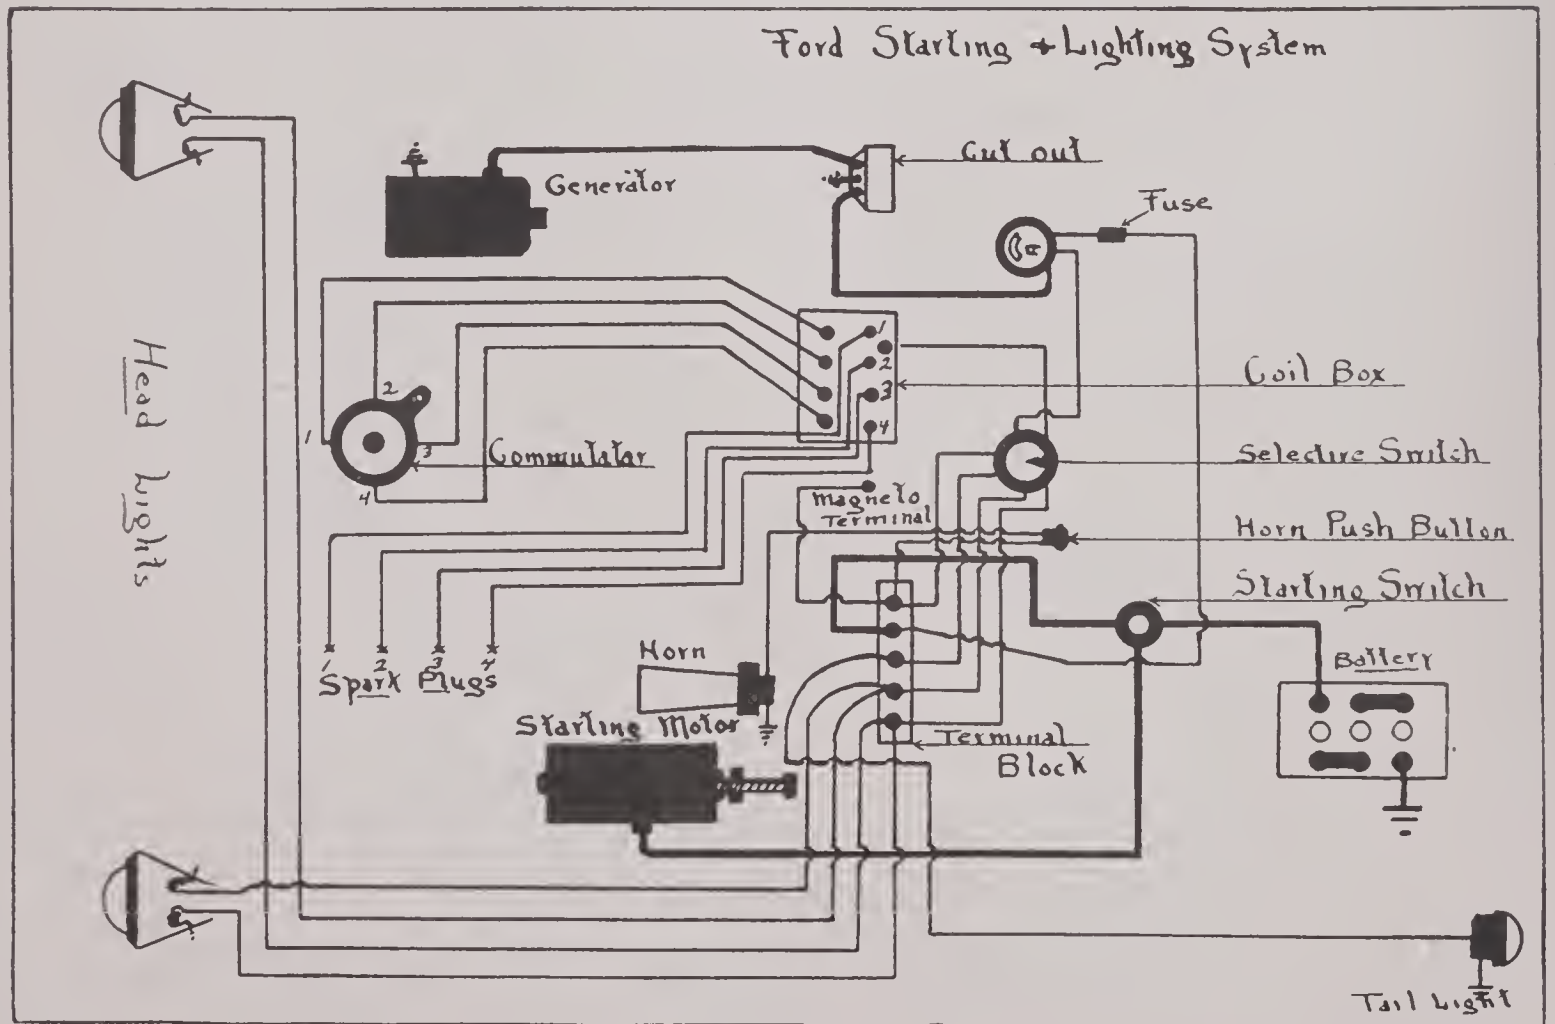 Ford Starting + Lighting System
Cut out
Generator
Fuse
1
2
3
4
Coil Box
1
2
3
4
Commutator
Selective Switch
Magneto
Terminal
Horn Push Button
Head Lights
Starting Switch
Horn
1 2 3 4
Spark Plugs
Battery
Starting Motor
Terminal
Block
Tail Light